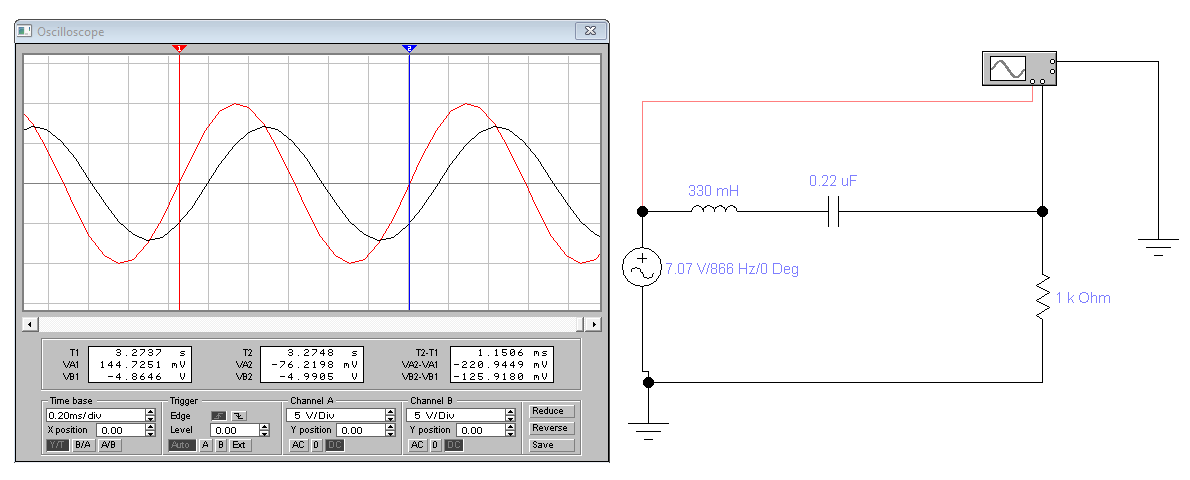 Oscilloscope
1 2
T1 3.2737 s T2 3.2748 s T2-T1 1.1506 ms
VA1 144.7251 mV VA2 -76.2198 mV VA2-VA1 -220.9449 mV
VB1 -4.8646 V VB2 -4.9905 V VB2-VB1 -125.9180 mV
Time base Trigger Channel A Channel B
0.20ms/div Edge 5 V/Div 5 V/Div Reduce
X position 0.00 Level 0.00 Y position 0.00 Y position 0.00 Reverse
Y/T B/A A/B Auto A B Ext AC 0 DC AC 0 DC Save
330 mH
0.22 uF
7.07 V/866 Hz/0 Deg
1 k Ohm